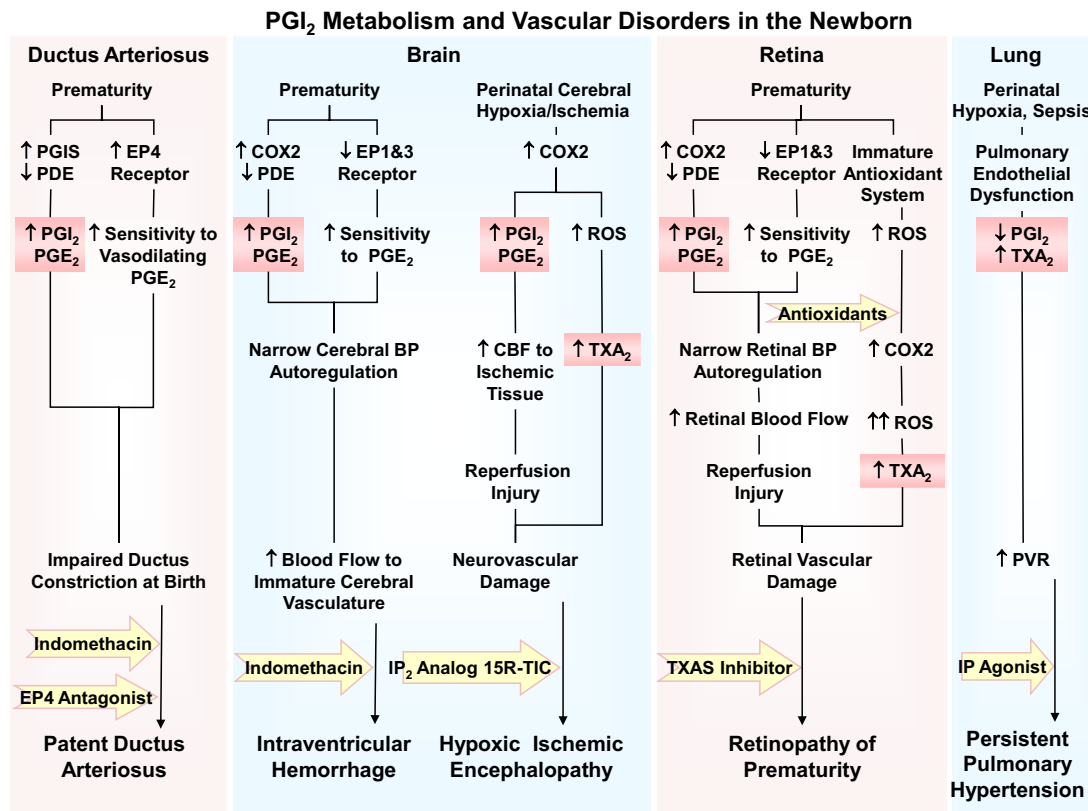 PGI₂ Metabolism and Vascular Disorders in the Newborn
Ductus Arteriosus
Prematurity
↑ PGIS
↓ PDE
↑ EP4
Receptor
↑ PGI₂
PGE₂
↑ Sensitivity to
Vasodilating
PGE₂
Impaired Ductus
Constriction at Birth
Indomethacin
EP4 Antagonist
Patent Ductus
Arteriosus
Brain
Prematurity
↑ COX2
↓ PDE
↓ EP1&3
Receptor
↑ PGI₂
PGE₂
↑ Sensitivity
to PGE₂
Narrow Cerebral BP
Autoregulation
↑ Blood Flow to
Immature Cerebral
Vasculature
Indomethacin
Intraventricular
Hemorrhage
Perinatal Cerebral
Hypoxia/Ischemia
↑ COX2
↑ PGI₂
PGE₂
↑ ROS
↑ CBF to
Ischemic
Tissue
↑ TXA₂
Reperfusion
Injury
Neurovascular
Damage
IP₂ Analog 15R-TIC
Hypoxic Ischemic
Encephalopathy
Retina
Prematurity
↑ COX2
↓ PDE
↓ EP1&3
Receptor
Immature
Antioxidant
System
↑ PGI₂
PGE₂
↑ Sensitivity
to PGE₂
↑ ROS
Antioxidants
Narrow Retinal BP
Autoregulation
↑ COX2
↑ Retinal Blood Flow
↑↑ ROS
Reperfusion
Injury
↑ TXA₂
Retinal Vascular
Damage
TXAS Inhibitor
Retinopathy of
Prematurity
Lung
Perinatal
Hypoxia, Sepsis
Pulmonary
Endothelial
Dysfunction
↓ PGI₂
↑ TXA₂
↑ PVR
IP Agonist
Persistent
Pulmonary
Hypertension